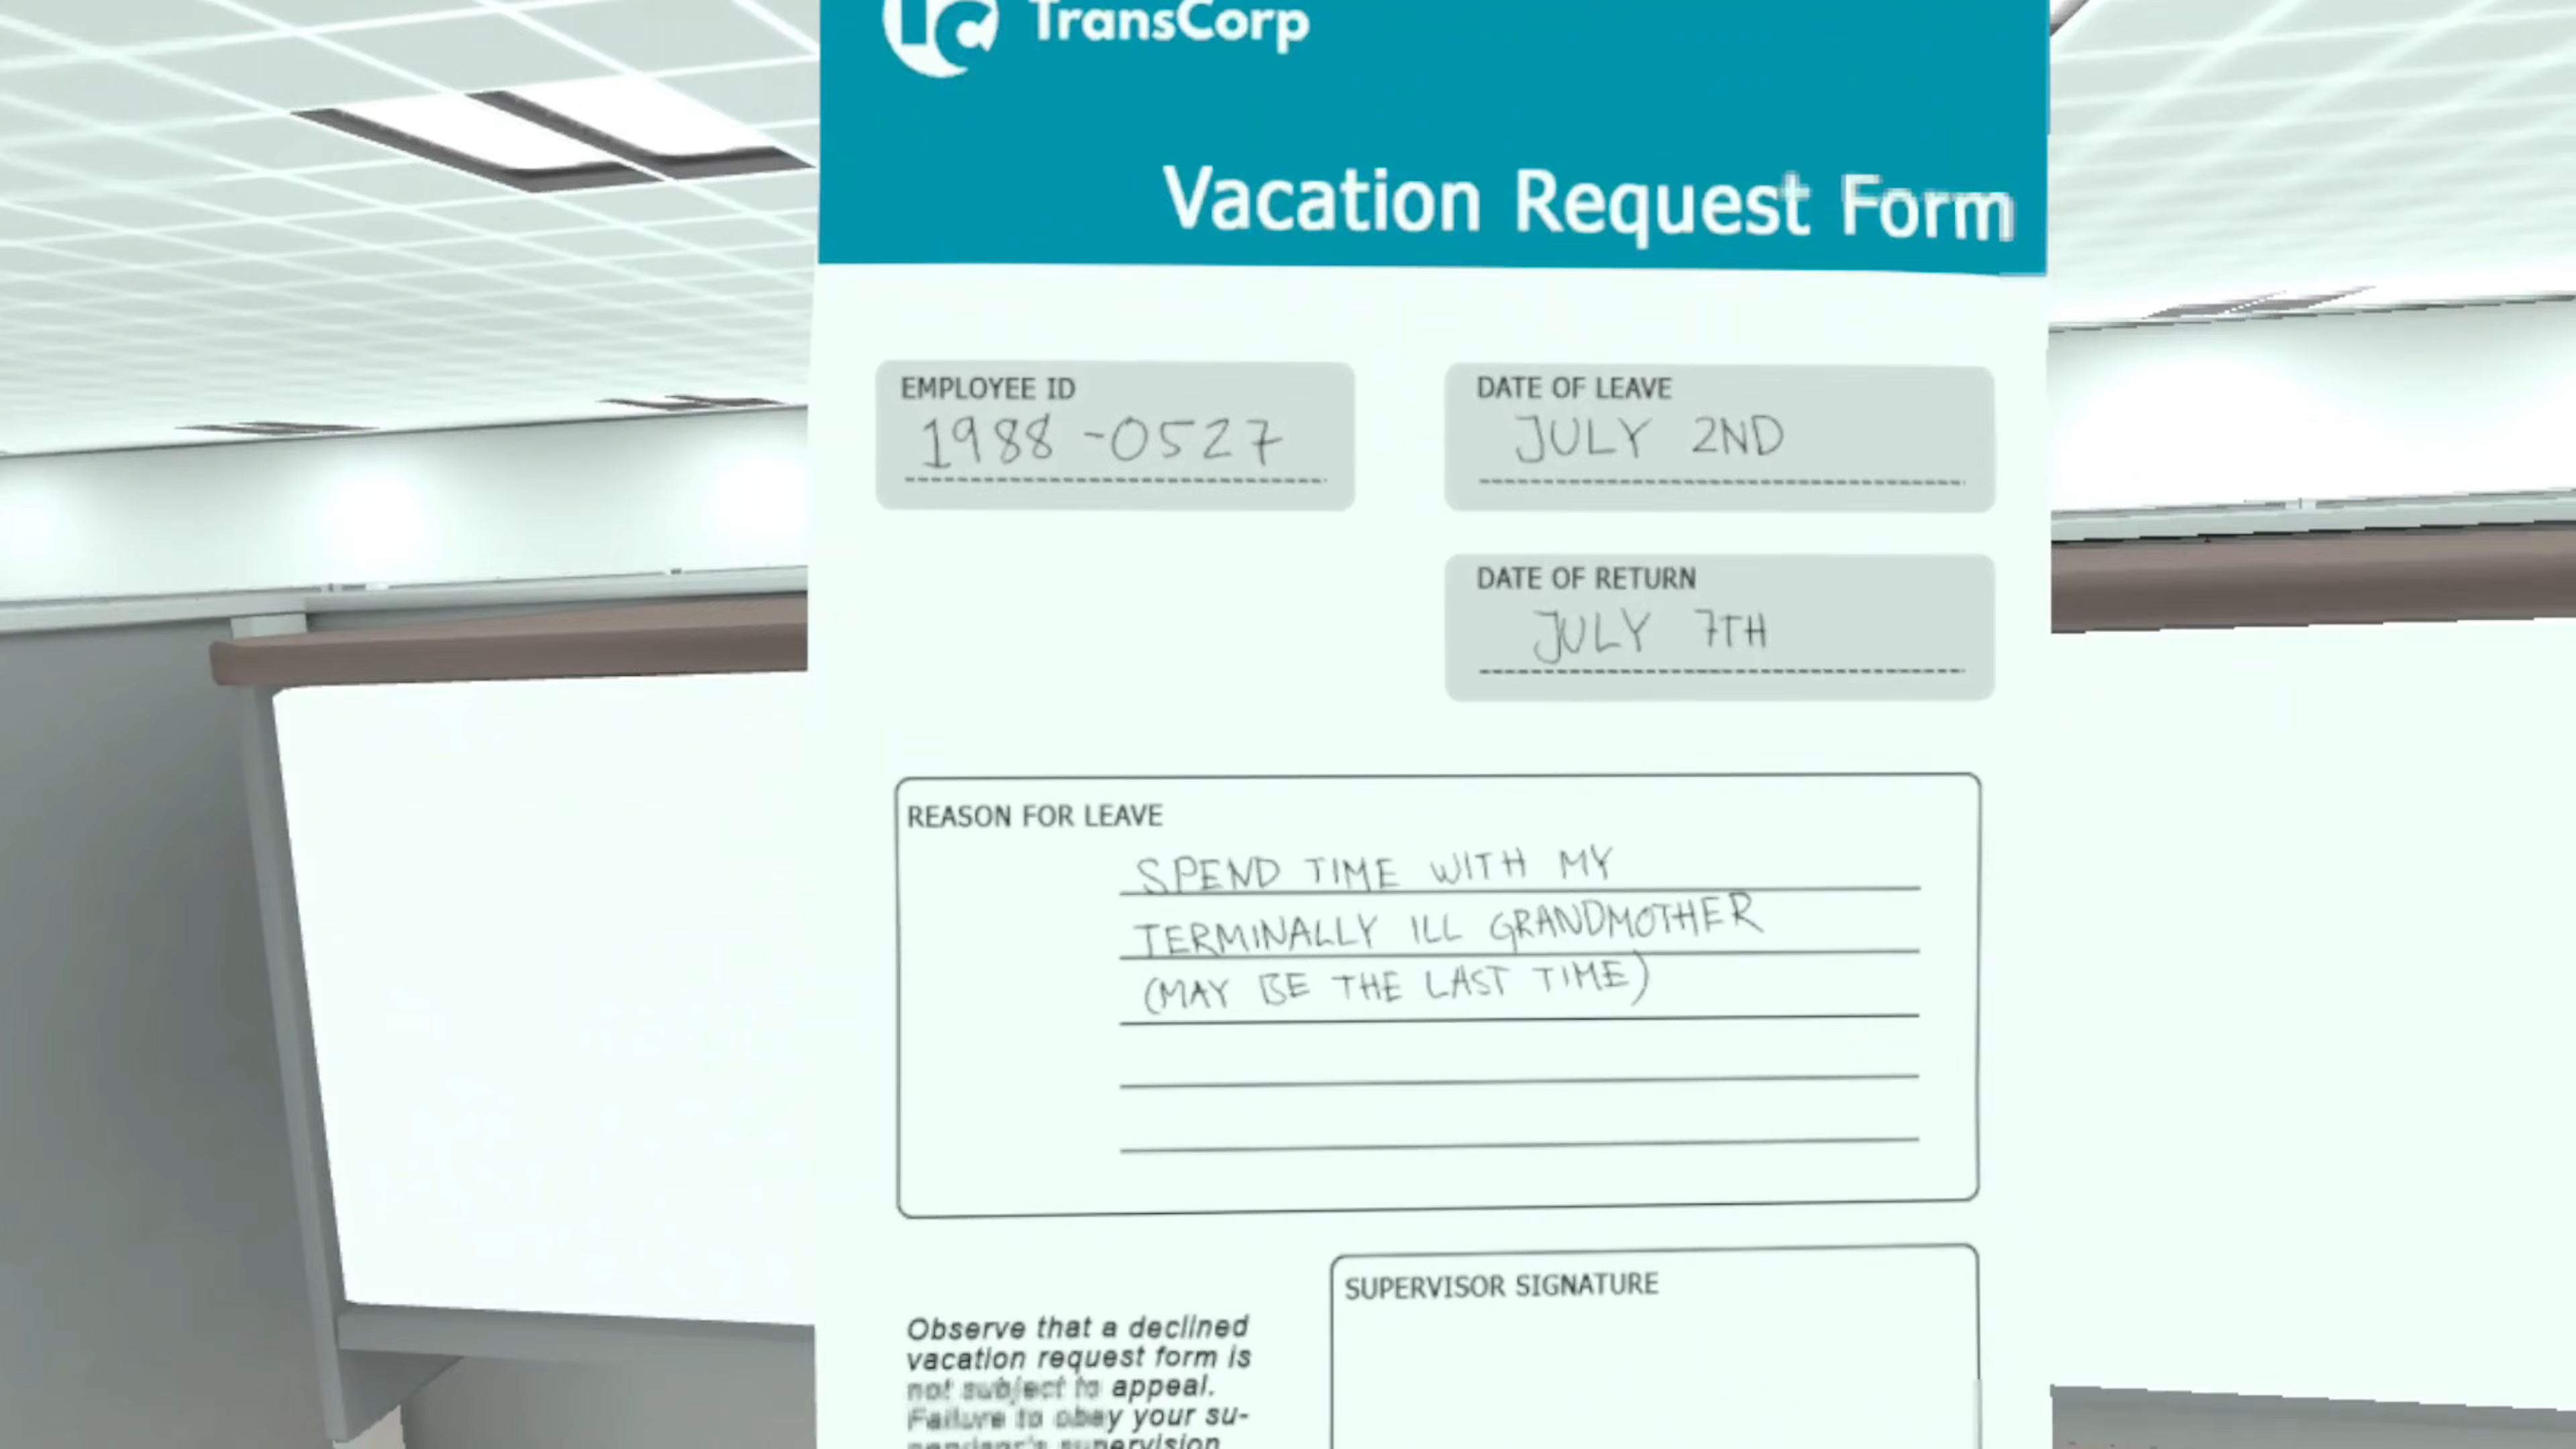 TransCorp
Vacation Request Form
EMPLOYEE ID
1988-0527
DATE OF LEAVE
JULY 2ND
DATE OF RETURN
JULY 7TH
REASON FOR LEAVE
SPEND TIME WITH MY
TERMINALLY ILL GRANDMOTHER
(MAY BE THE LAST TIME)
SUPERVISOR SIGNATURE
Observe that a declined
vacation request form is
not subject to appeal.
Failure to obey your su-
pervisor's supervision